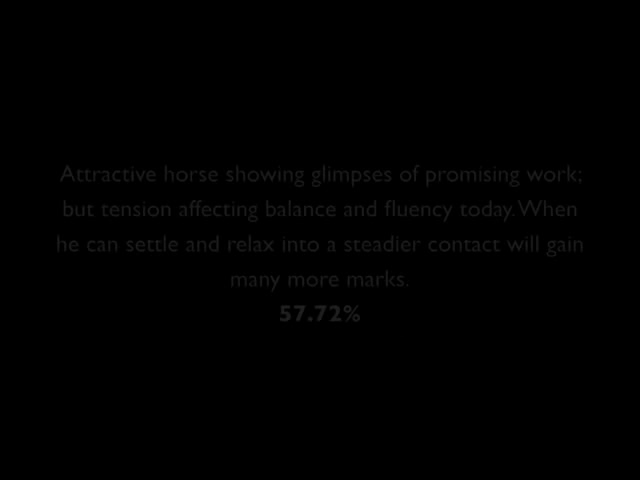 Attractive horse showing glimpses of promising work;
but tension affecting balance and fluency today. When
he can settle and relax into a steadier contact will gain
many more marks.
57.72%